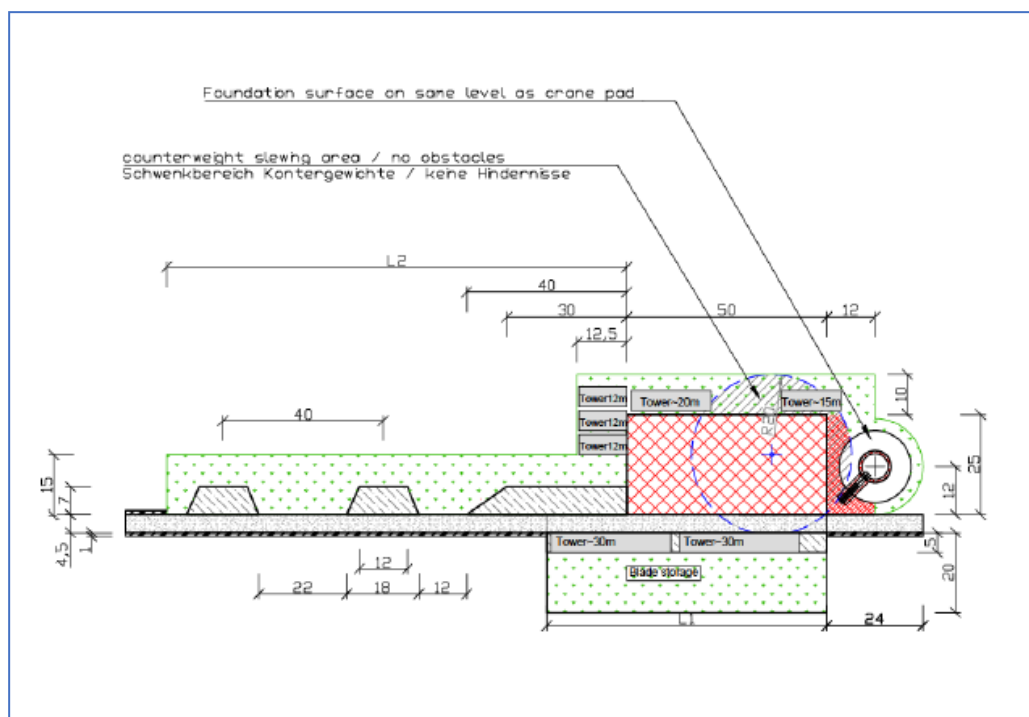 Foundation surface on same level as crane pad
counterweight slewing area / no obstacles
Schwenkbereich Kontergewichte / keine Hindernisse
L2
40
30
50
12
12,5
10
Tower12m
Tower~20m
Tower~15m
40
Tower12m
R20
Tower12m
25
15
7
12
4,5
1
Tower~30m
Tower~30m
5
12
Blade storage
20
22
18
12
L1
24